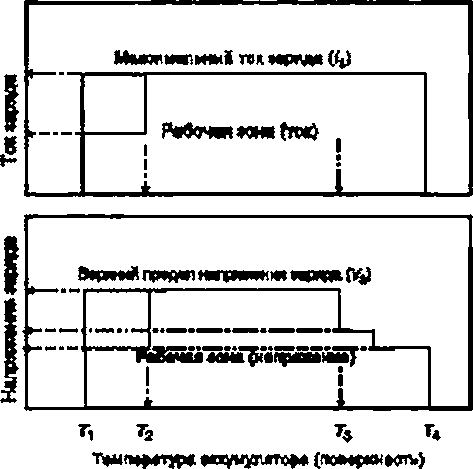 Максимальный ток заряда (I₁)
Ток заряда
Рабочая зона (ток)
Верхний предел напряжения заряда
Напряжение заряда
Рабочая зона (напряжение)
T₁ T₂ T₃ T₄
Температура аккумулятора (поверхность)